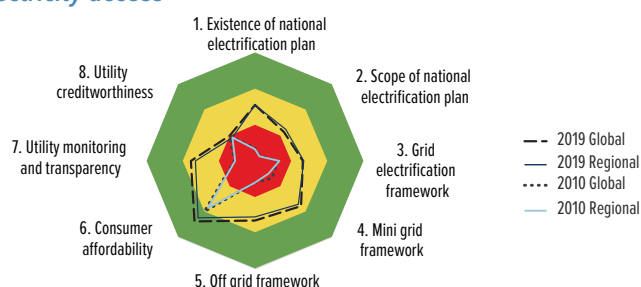 1. Existence of national
electrification plan
2. Scope of national
electrification plan
3. Grid
electrification
framework
4. Mini grid
framework
5. Off grid framework
6. Consumer
affordability
7. Utility monitoring
and transparency
8. Utility
creditworthiness
2019 Global
2019 Regional
2010 Global
2010 Regional